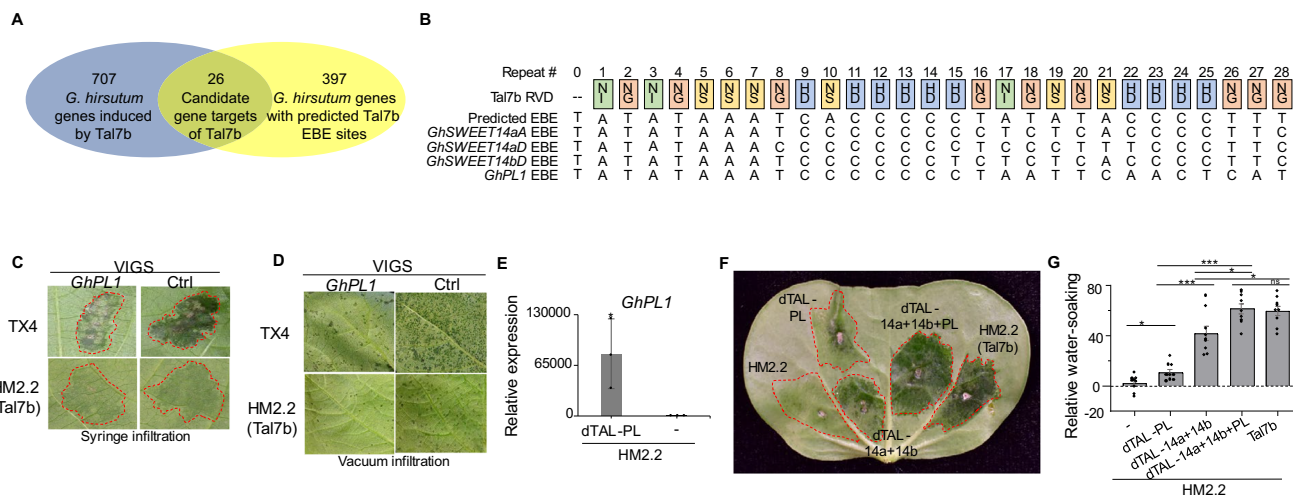 A
707
G. hirsutum
genes induced
by Tal7b
26
Candidate
gene targets
of Tal7b
397
G. hirsutum genes
with predicted Tal7b
EBE sites
B
Repeat # 0 1 2 3 4 5 6 7 8 9 10 11 12 13 14 15 16 17 18 19 20 21 22 23 24 25 26 27 28
Tal7b RVD -- NI NG NI NG NS NS NS NG HD NS HD HD HD HD HD NG NI NG NS NG NS HD HD HD HD NG NG NG
Predicted EBE T A T A T A A A T C A C C C C C T A T A T A C C C C T T T
GhSWEET14aA EBE T A T A T A A A T C C C C C C C C T C T C A C C C C T T C
GhSWEET14aD EBE T A T A T A A A C C C C C C C C T C C T C T C C T C T T C
GhSWEET14bD EBE T A T A T A A A T C C C C C C T C T C T C A C C C C T T C
GhPL1 EBE T A T A T A A A T C C C C C C C T A A T T C A A C T C A T
C
VIGS
GhPL1 Ctrl
TX4
HM2.2
(Tal7b)
Syringe infiltration
D
VIGS
GhPL1 Ctrl
TX4
HM2.2
(Tal7b)
Vacuum infiltration
E
GhPL1
Relative expression
130000
65000
0
*
dTAL-PL -
HM2.2
F
dTAL -
PL
dTAL -
14a+14b+PL
HM2.2
(Tal7b)
HM2.2
dTAL -
14a+14b
G
Relative water-soaking
80
40
0
-20
***
*
*
***
ns
*
-
dTAL -PL
dTAL -14a+14b
dTAL -14a+14b+PL
Tal7b
HM2.2